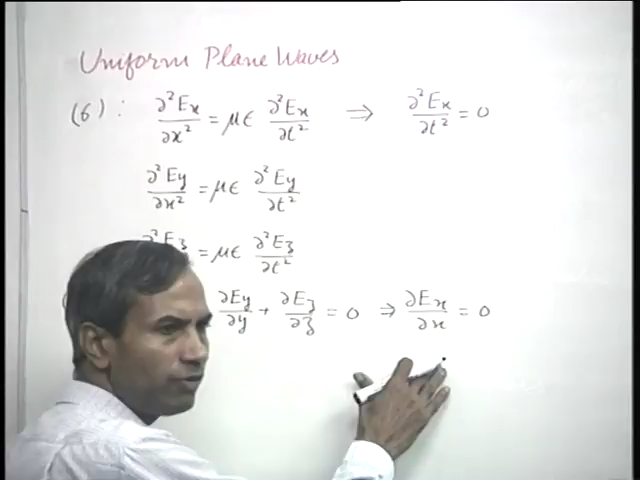 Uniform Plane Waves
(6) : ∂²Ex/∂x² = μϵ ∂²Ex/∂t² ⇒ ∂²Ex/∂t² = 0
∂²Ey/∂x² = μϵ ∂²Ey/∂t²
∂²Ez = μϵ ∂²Ez/∂t²
∂Ey/∂y + ∂Ez/∂z = 0 ⇒ ∂Ex/∂x = 0